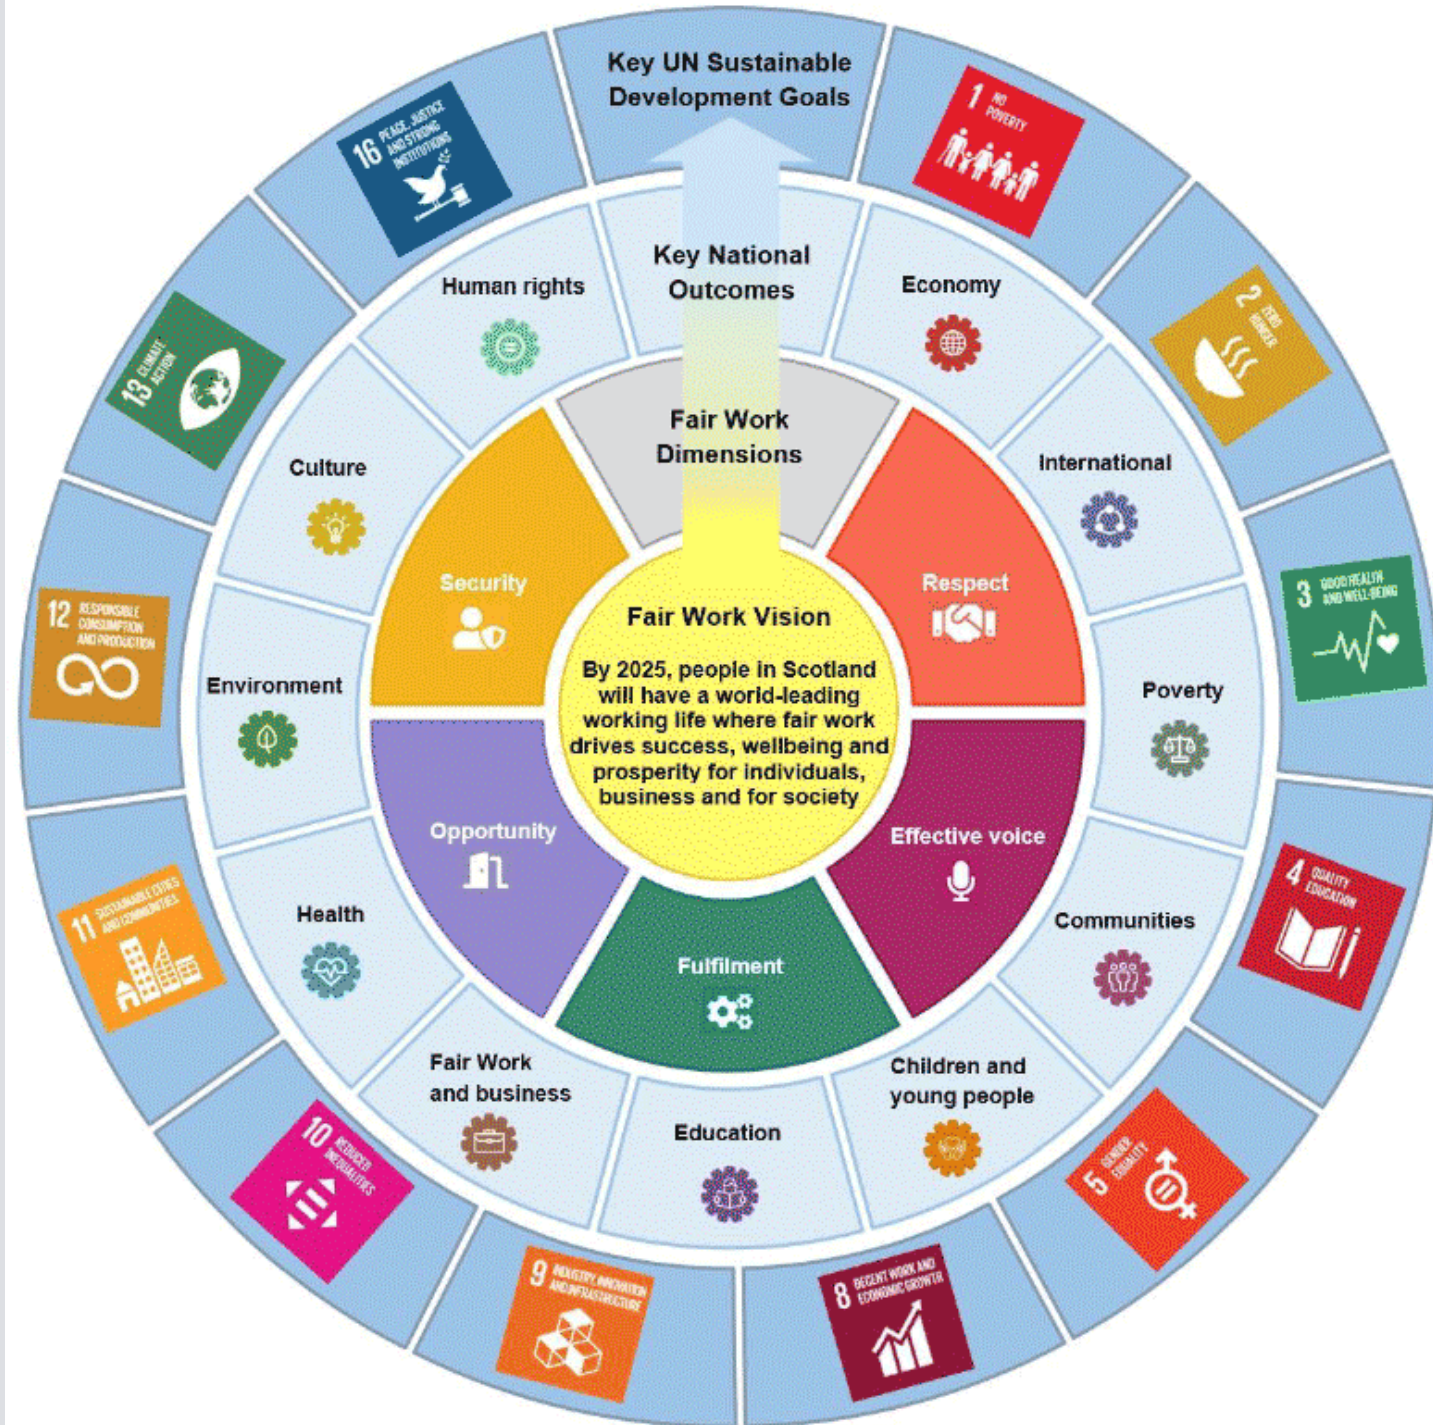 Key UN Sustainable
Development Goals
1 NO
POVERTY
2 ZERO
HUNGER
3 GOOD HEALTH
AND WELL-BEING
4 QUALITY
EDUCATION
5 GENDER
EQUALITY
8 DECENT WORK AND
ECONOMIC GROWTH
9 INDUSTRY, INNOVATION
AND INFRASTRUCTURE
10 REDUCED
INEQUALITIES
11 SUSTAINABLE CITIES
AND COMMUNITIES
12 RESPONSIBLE
CONSUMPTION
AND PRODUCTION
13 CLIMATE
ACTION
16 PEACE, JUSTICE
AND STRONG
INSTITUTIONS
Key National
Outcomes
Economy
International
Poverty
Communities
Children and
young people
Education
Fair Work
and business
Health
Environment
Culture
Human rights
Fair Work
Dimensions
Respect
Effective voice
Fulfilment
Opportunity
Security
Fair Work Vision
By 2025, people in Scotland
will have a world-leading
working life where fair work
drives success, wellbeing and
prosperity for individuals,
business and for society